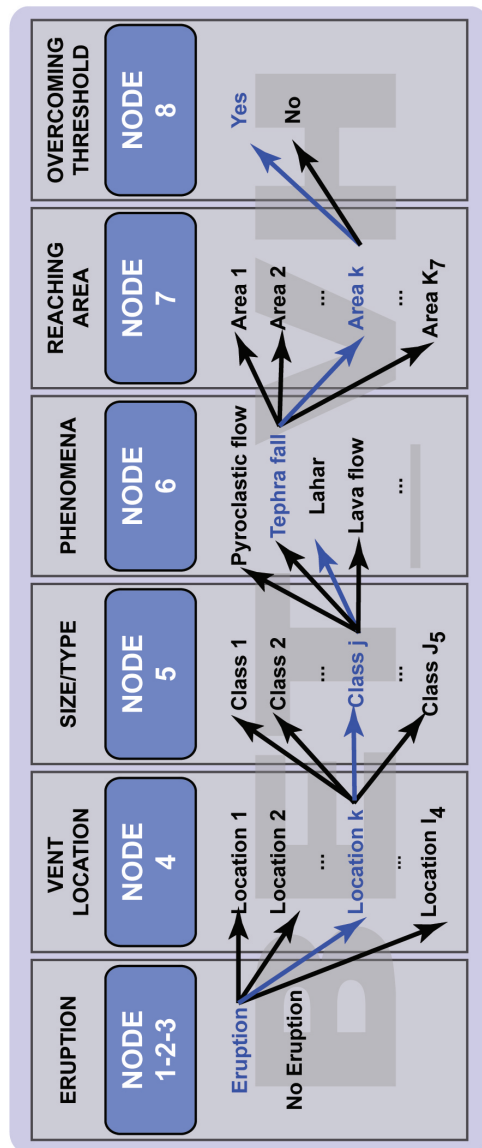 ERUPTION
NODE
1-2-3
Eruption
No Eruption
VENT
LOCATION
NODE
4
Location 1
Location 2
...
Location k
...
Location I4
SIZE/TYPE
NODE
5
Class 1
Class 2
...
Class j
...
Class J5
PHENOMENA
NODE
6
Pyroclastic flow
Tephra fall
Lahar
Lava flow
...
REACHING
AREA
NODE
7
Area 1
Area 2
...
Area k
...
Area K7
OVERCOMING
THRESHOLD
NODE
8
Yes
No
BET_VH